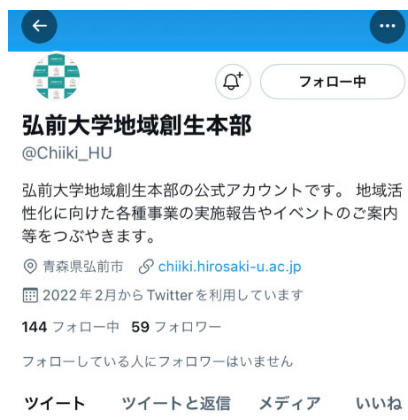 フォロー中
弘前大学地域創生本部
@Chiiki_HU
弘前大学地域創生本部の公式アカウントです。 地域活
性化に向けた各種事業の実施報告やイベントのご案内
等をつぶやきます。
青森県弘前市 chiiki.hirosaki-u.ac.jp
2022年2月からTwitterを利用しています
144 フォロー中 59 フォロワー
フォローしている人にフォロワーはいません
ツイート ツイートと返信 メディア いいね